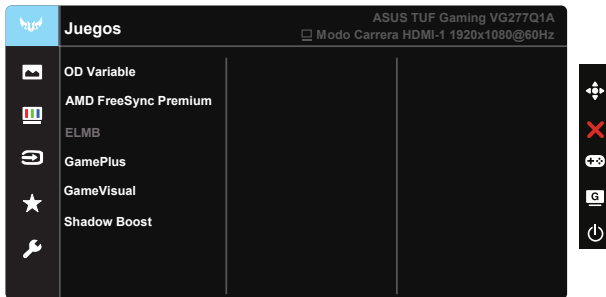 Juegos
ASUS TUF Gaming VG277Q1A
Modo Carrera HDMI-1 1920x1080@60Hz
OD Variable
AMD FreeSync Premium
ELMB
GamePlus
GameVisual
Shadow Boost
G